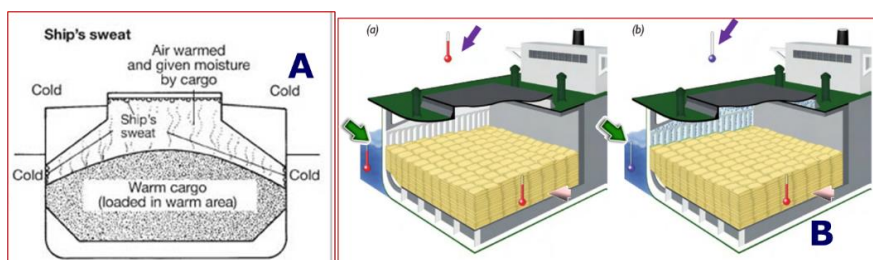 Ship's sweat
A
Air warmed
and given moisture
by cargo
Cold
Cold
Ship's
sweat
Cold
Cold
Warm cargo
(loaded in warm area)
(a)
(b)
B